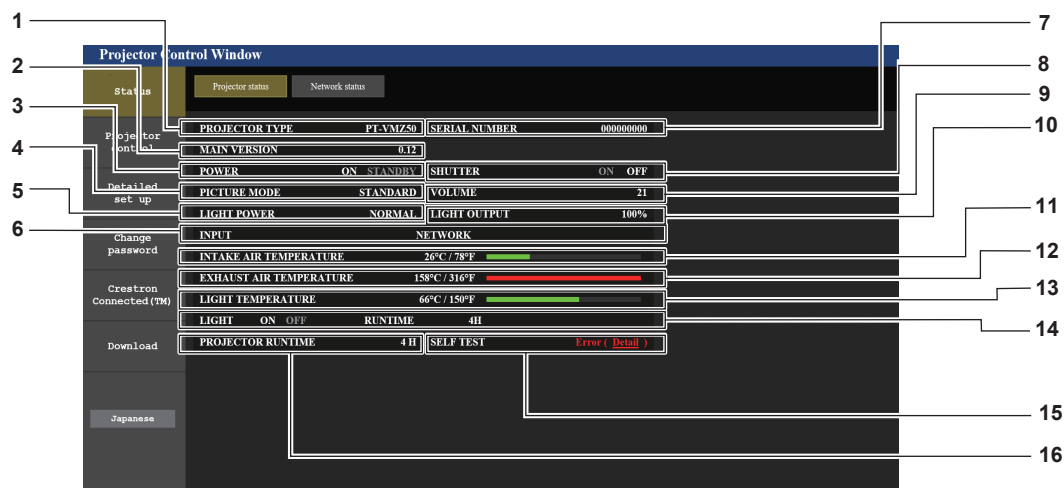 1
2
3
4
5
6
7
8
9
10
11
12
13
14
15
16
Projector Control Window
Status
Projector control
Detailed set up
Change password
Crestron Connected(TM)
Download
Japanese
Projector status Network status
PROJECTOR TYPE PT-VMZ50 SERIAL NUMBER 000000000
MAIN VERSION 0.12
POWER ON STANDBY SHUTTER ON OFF
PICTURE MODE STANDARD VOLUME 21
LIGHT POWER NORMAL LIGHT OUTPUT 100%
INPUT NETWORK
INTAKE AIR TEMPERATURE 26°C / 78°F
EXHAUST AIR TEMPERATURE 158°C / 316°F
LIGHT TEMPERATURE 66°C / 150°F
LIGHT ON OFF RUNTIME 4H
PROJECTOR RUNTIME 4 H SELF TEST Error ( Detail )